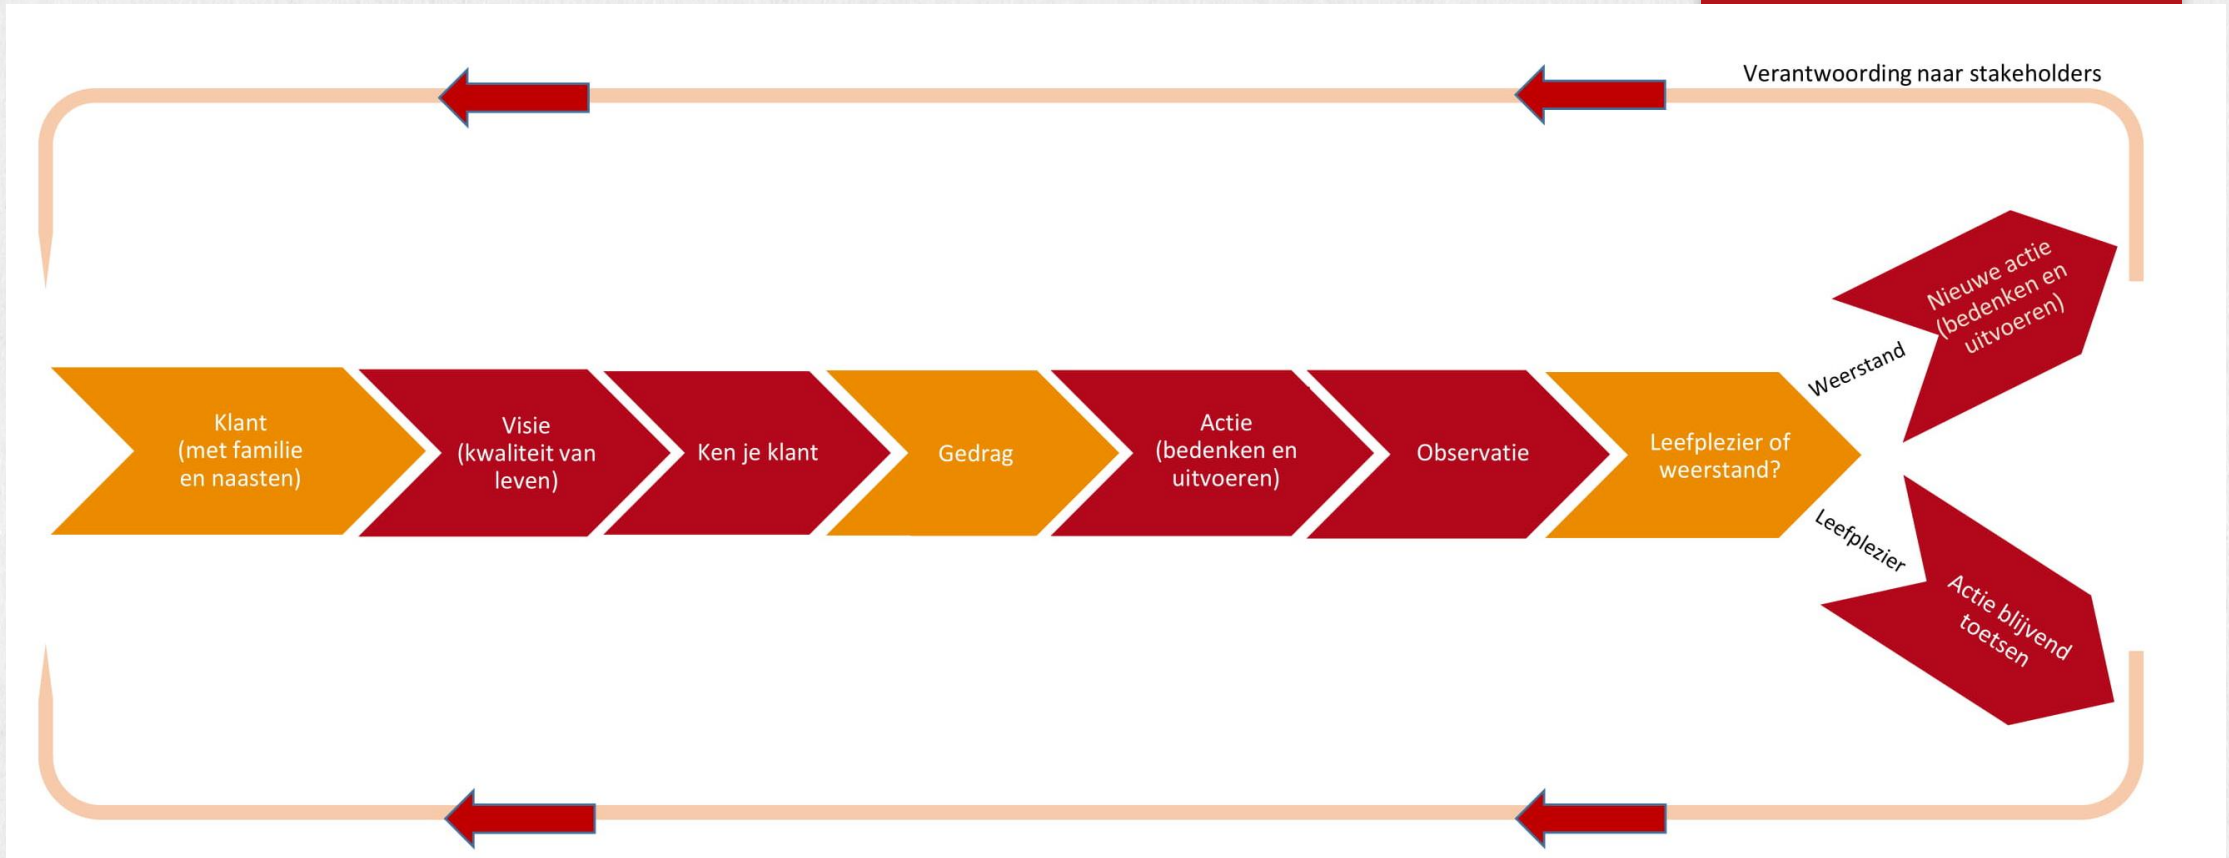 Verantwoording naar stakeholders
Klant
(met familie
en naasten)
Visie
(kwaliteit van
leven)
Ken je klant
Gedrag
Actie
(bedenken en
uitvoeren)
Observatie
Leefplezier of
weerstand?
Weerstand
Nieuwe actie
(bedenken en
uitvoeren)
Leefplezier
Actie blijvend
toetsen